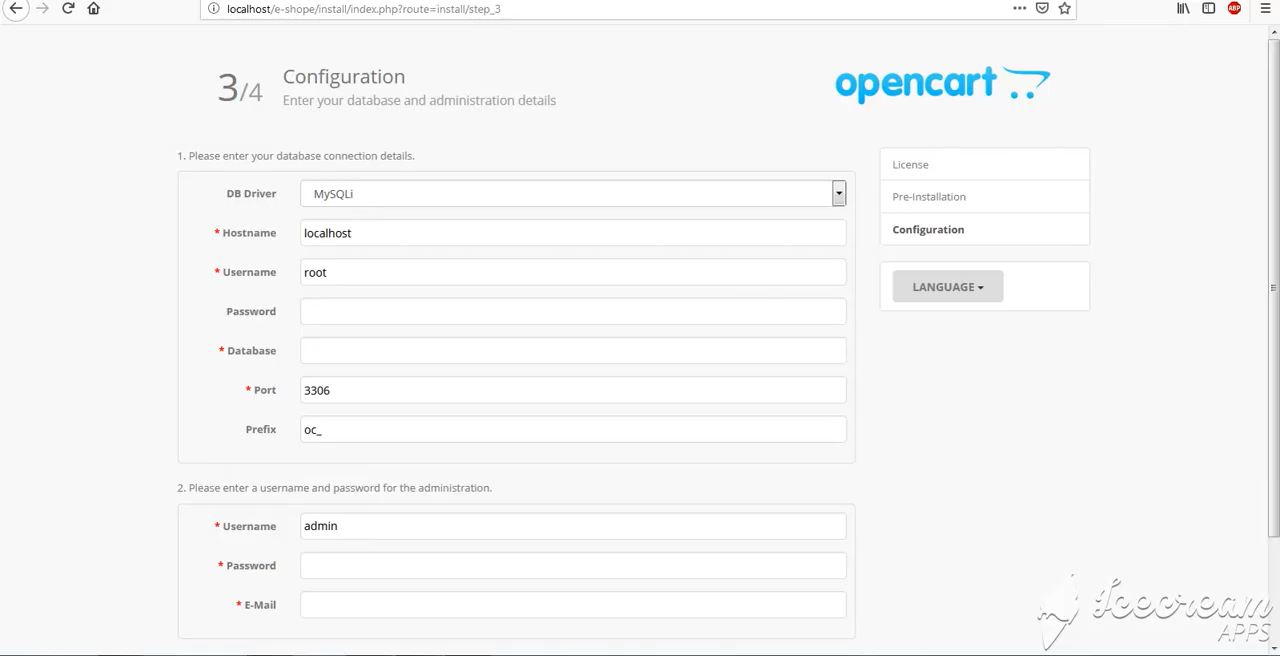 localhost/e-shope/install/index.php?route=install/step_3
ABP
3/4
Configuration
Enter your database and administration details
opencart
1. Please enter your database connection details.
DB Driver
MySQLi
* Hostname
localhost
* Username
root
Password
* Database
* Port
3306
Prefix
oc_
License
Pre-Installation
Configuration
LANGUAGE
2. Please enter a username and password for the administration.
* Username
admin
* Password
* E-Mail
Icecream
APPS